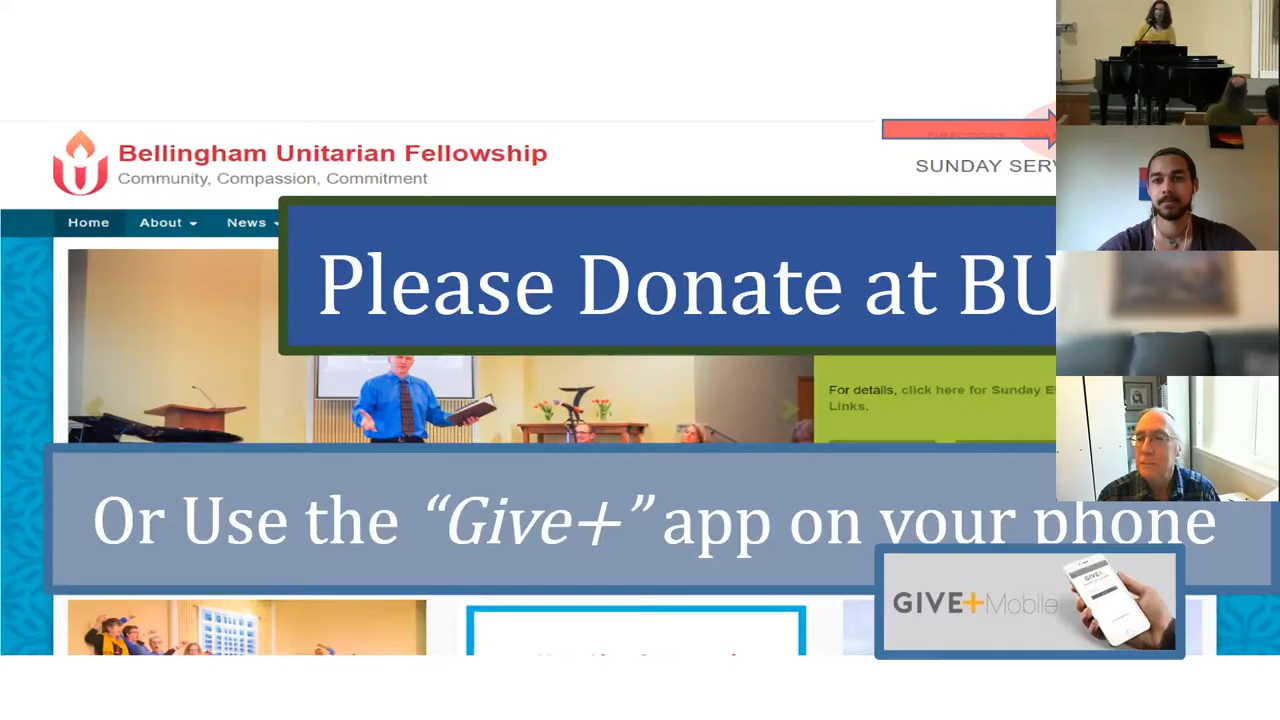 Bellingham Unitarian Fellowship
Community, Compassion, Commitment
SUNDAY SERV
Home About News
Please Donate at BU
For details, click here for Sunday E
Links.
Or Use the “Give+” app on your phone
GIVE+Mobile
GIVE+